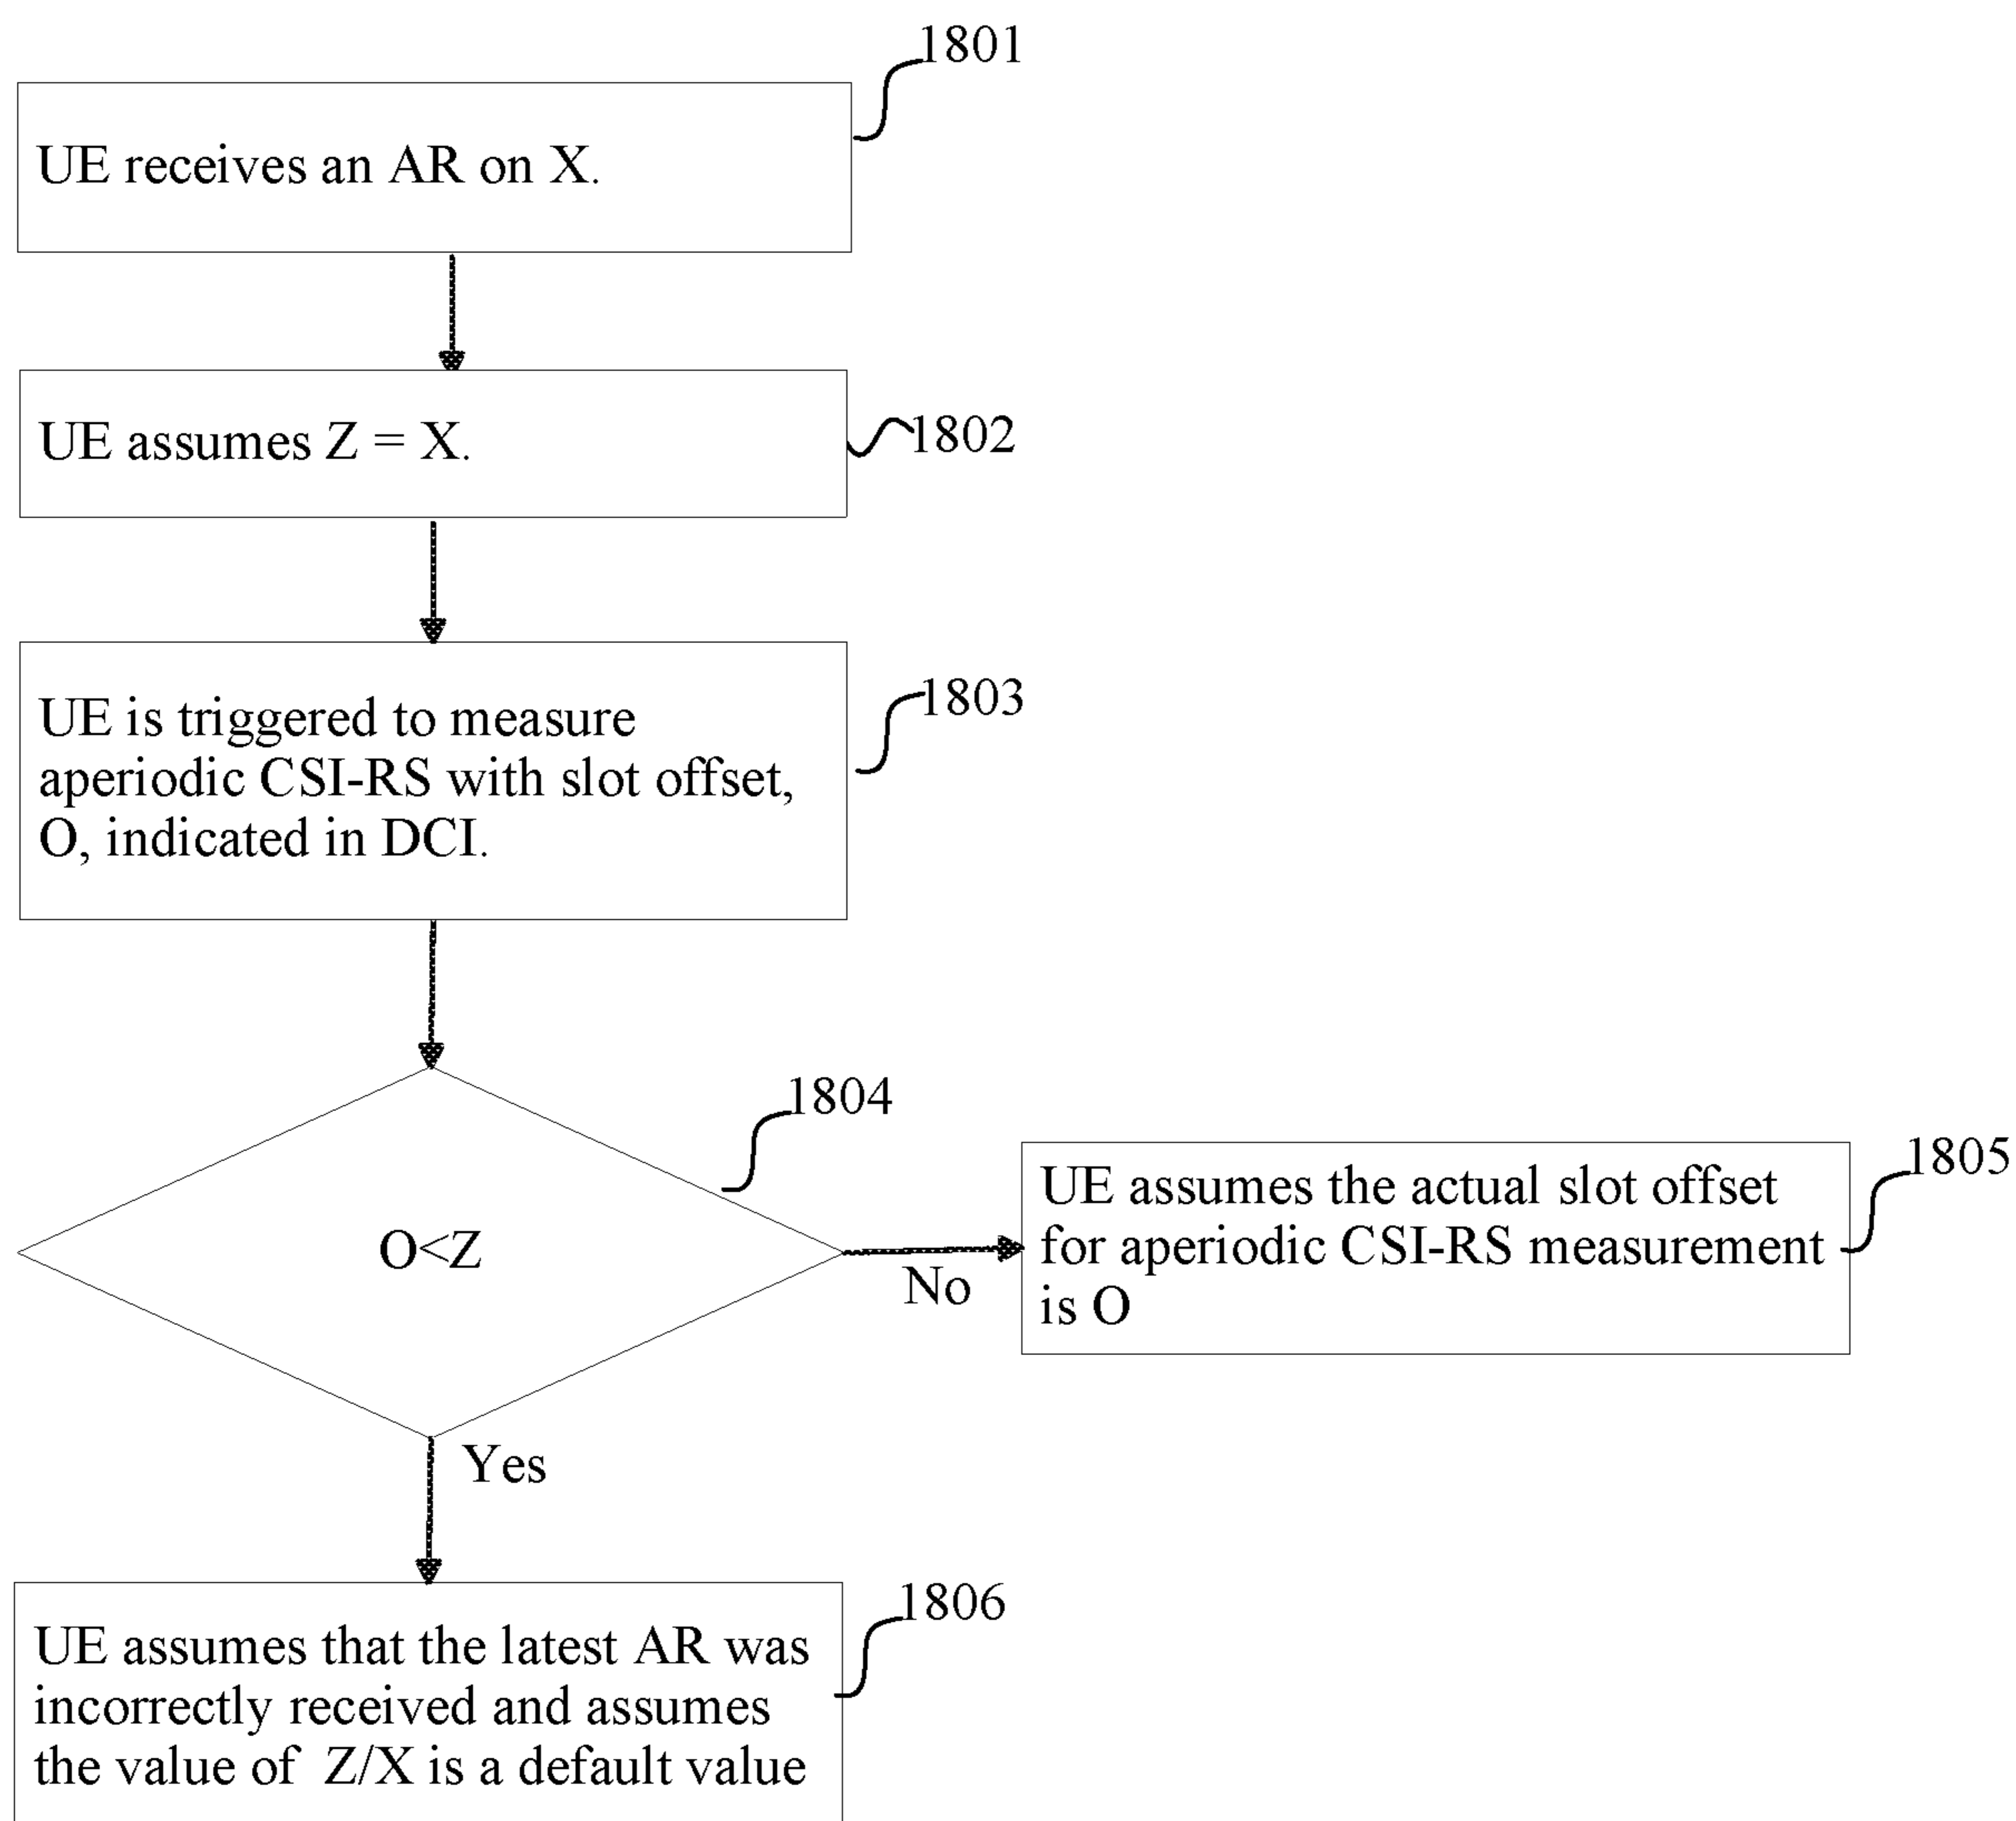 1801
UE receives an AR on X.
UE assumes Z = X.
1802
1803
UE is triggered to measure
aperiodic CSI-RS with slot offset,
O, indicated in DCI.
1804
O<Z
No
1805
UE assumes the actual slot offset
for aperiodic CSI-RS measurement
is O
Yes
1806
UE assumes that the latest AR was
incorrectly received and assumes
the value of Z/X is a default value